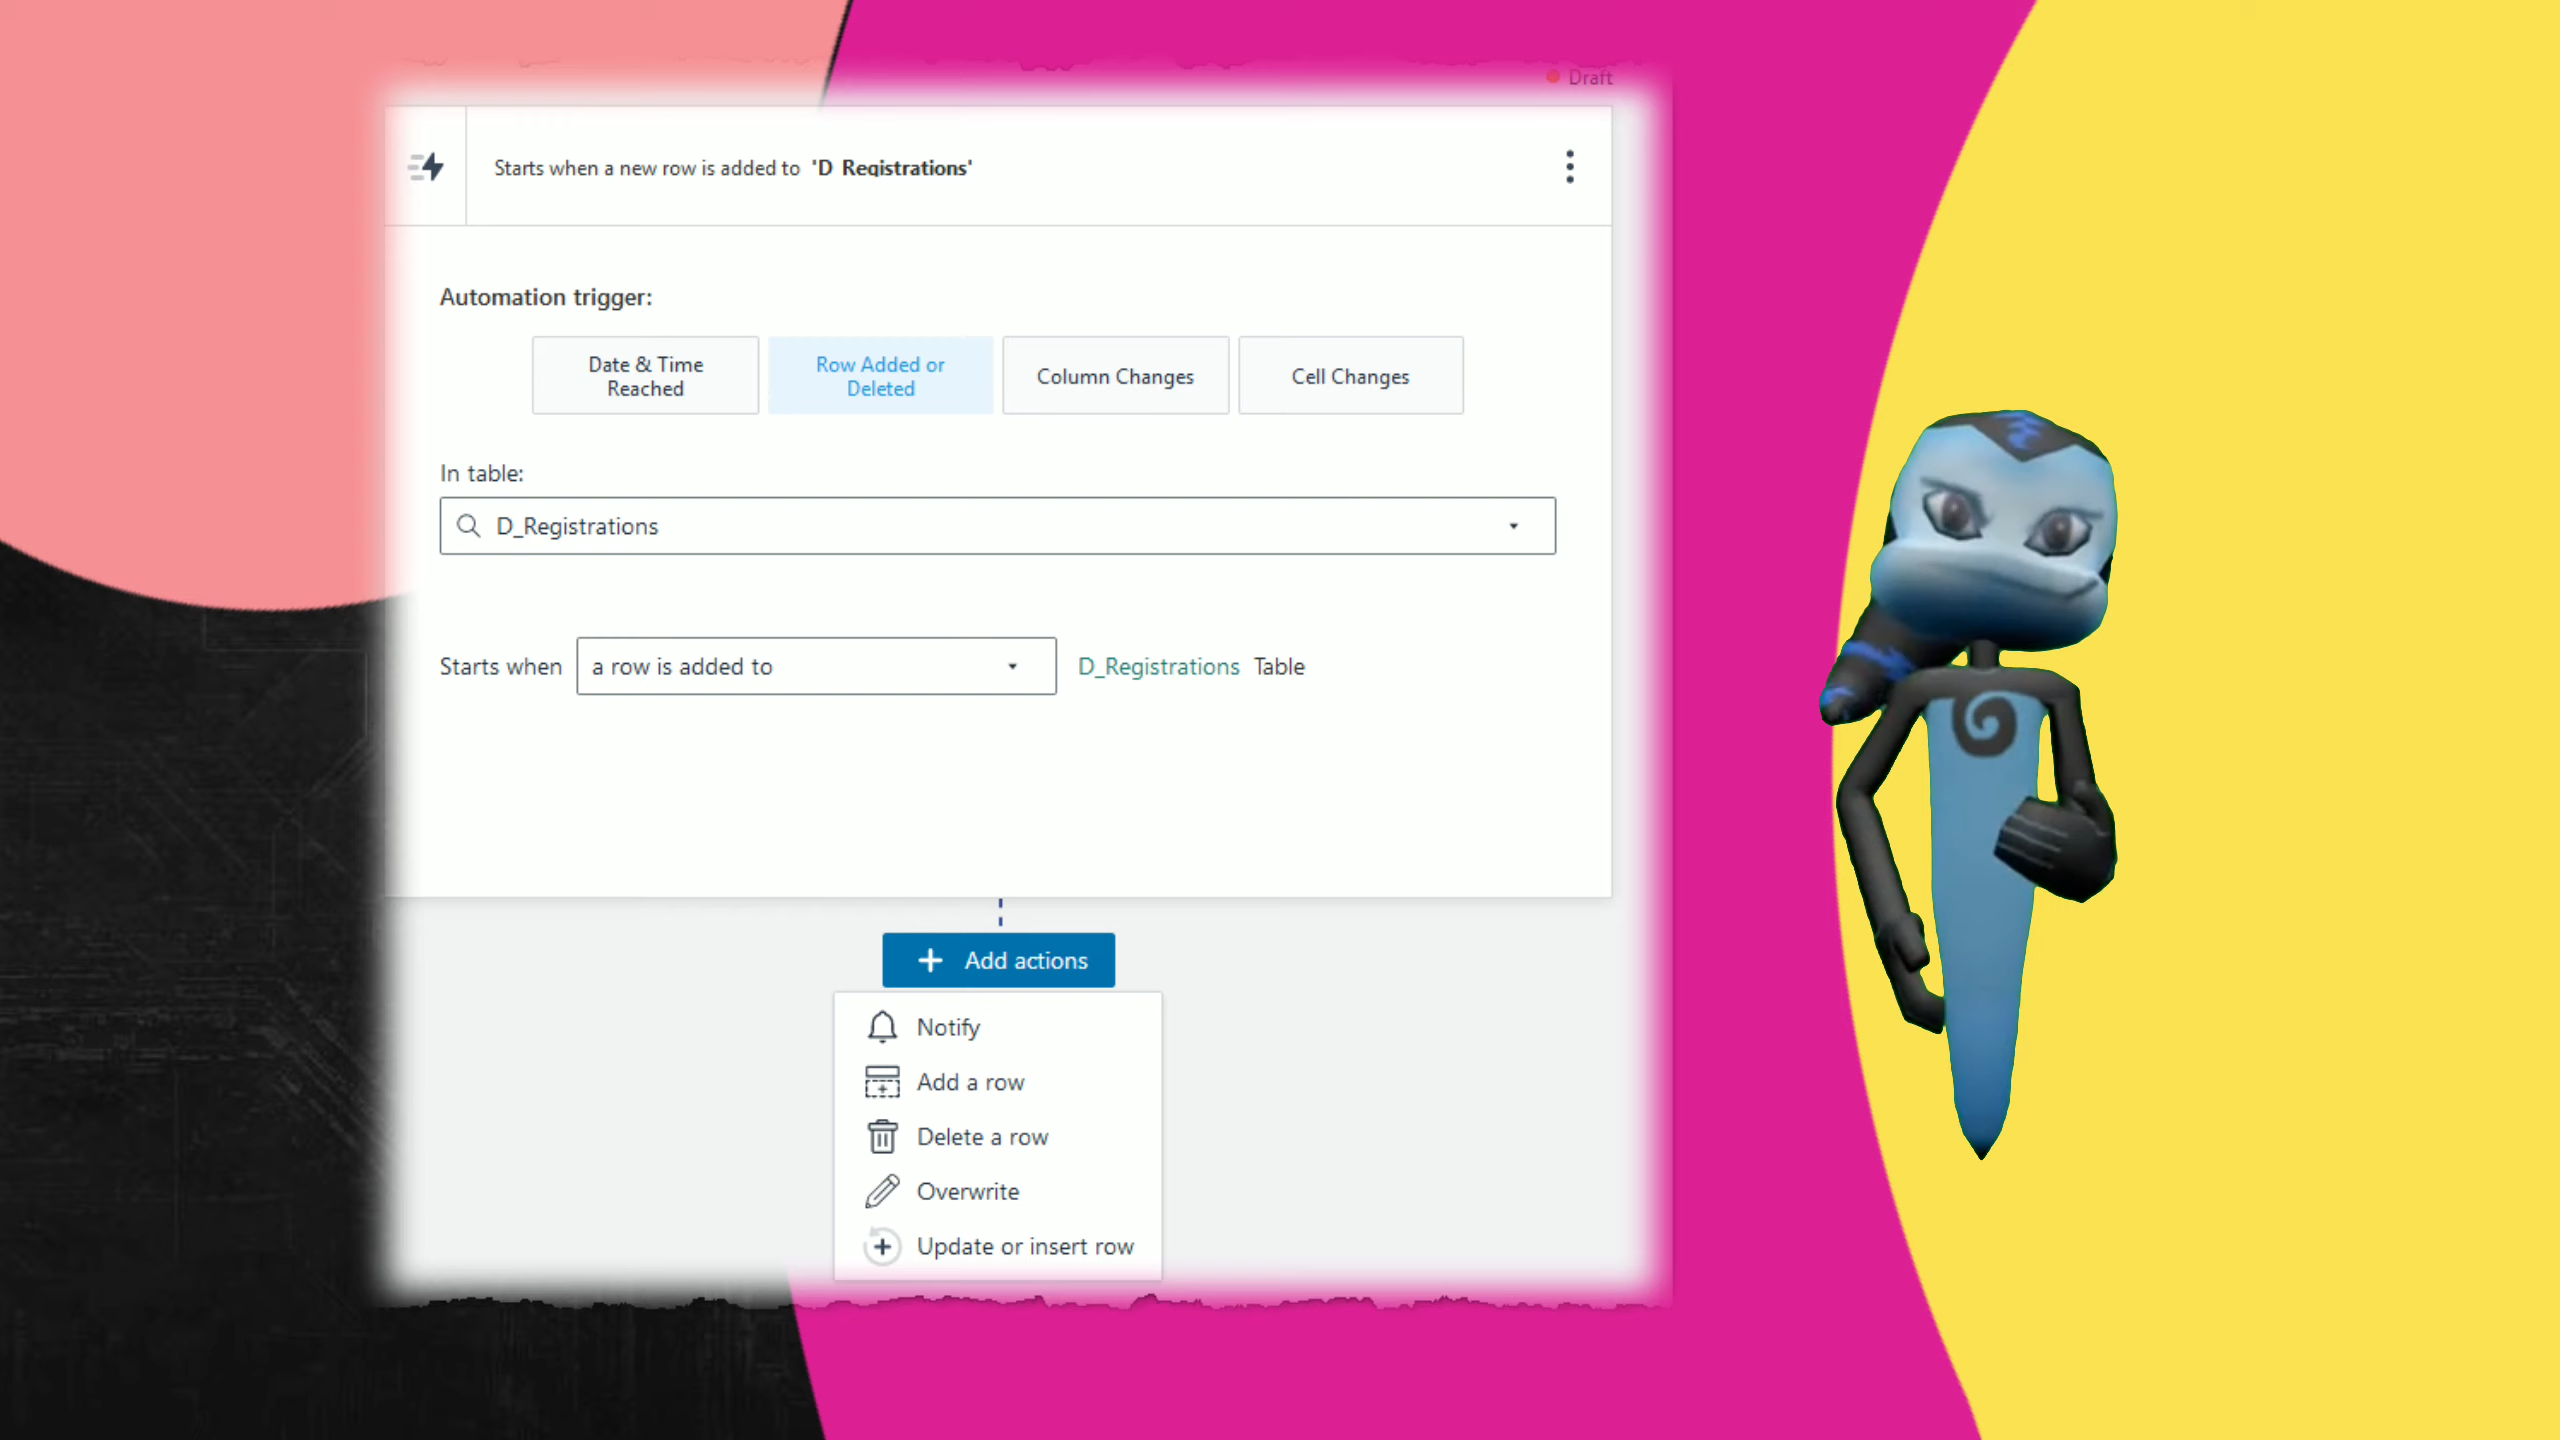 Draft
Starts when a new row is added to 'D_Registrations'
Automation trigger:
Date & Time
Reached
Row Added or
Deleted
Column Changes
Cell Changes
In table:
D_Registrations
Starts when a row is added to D_Registrations Table
Add actions
Notify
Add a row
Delete a row
Overwrite
Update or insert row